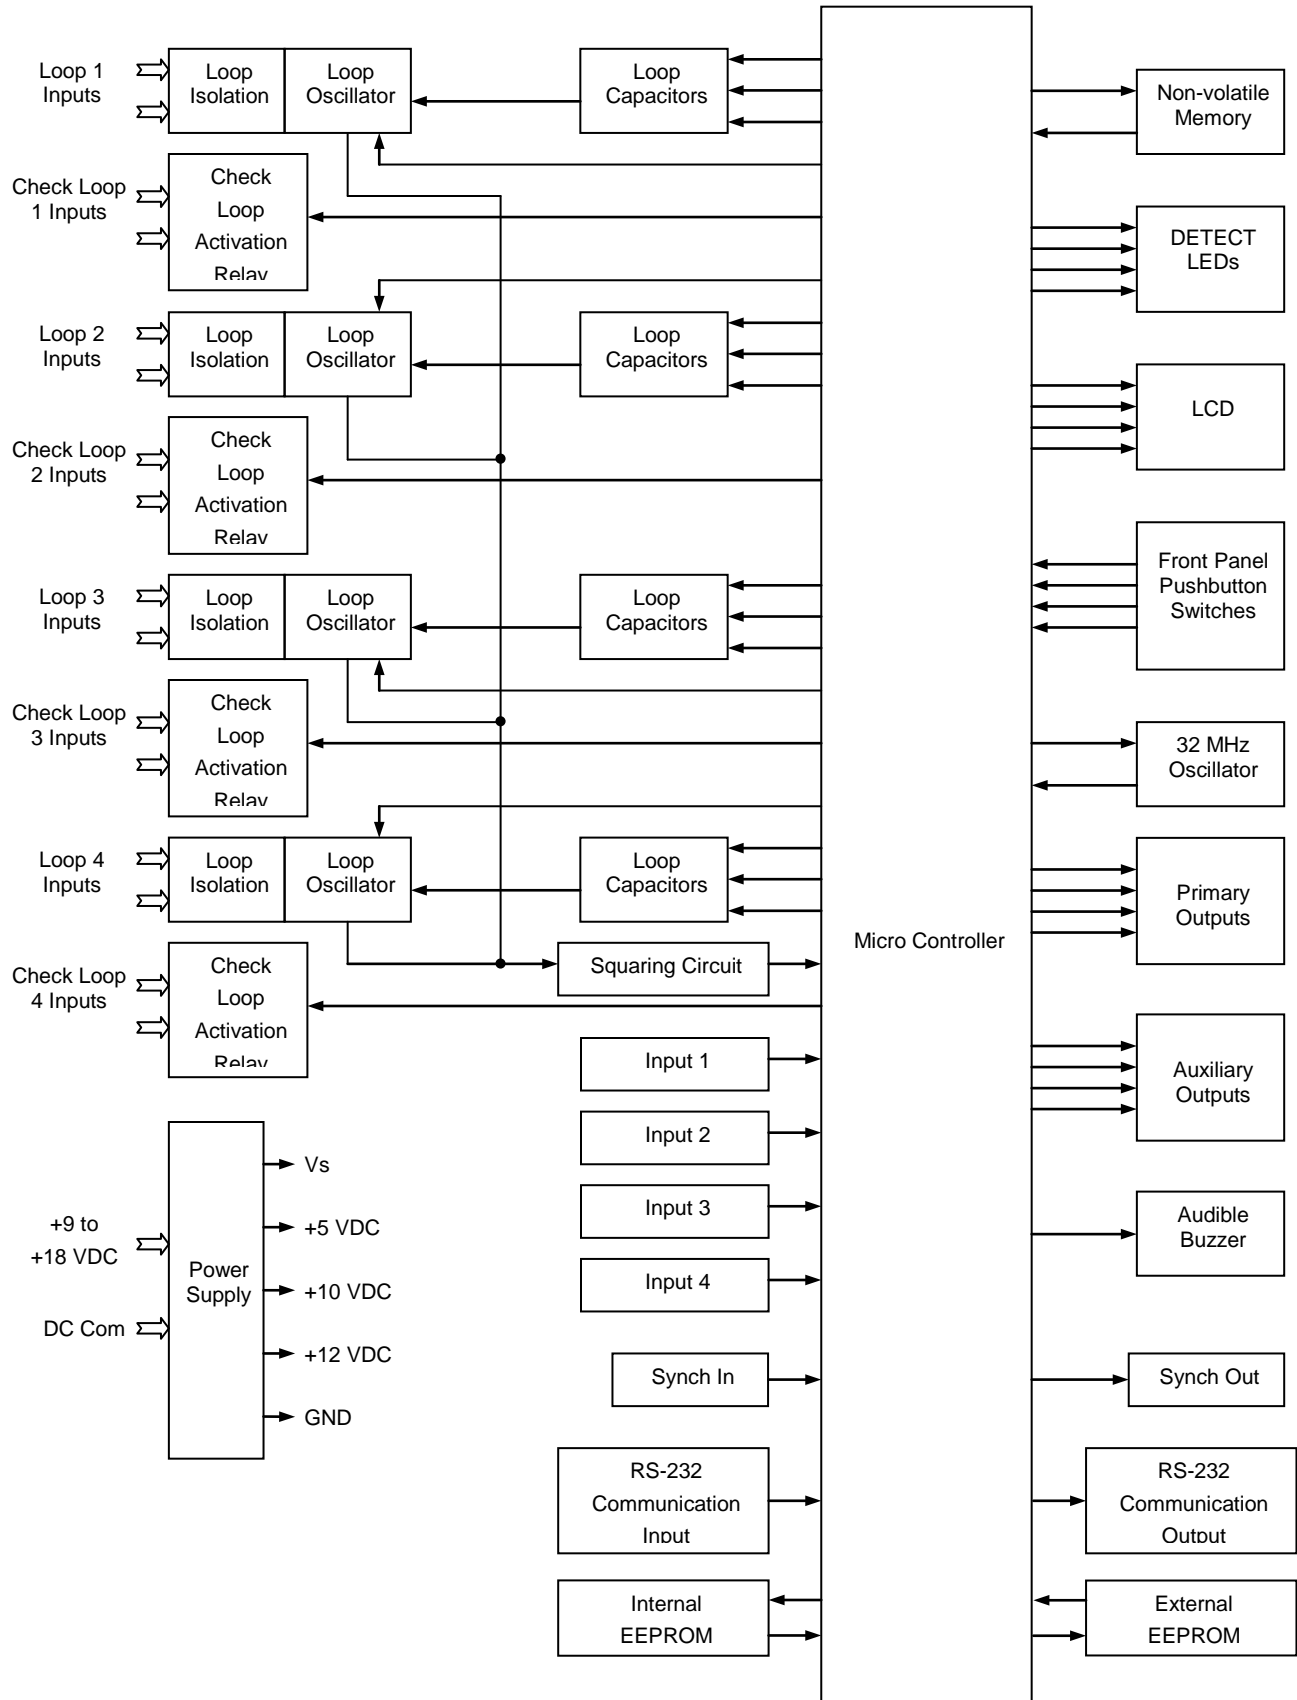 Loop 1
Inputs
Loop
Isolation
Loop
Oscillator
Loop
Capacitors
Non-volatile
Memory
Check Loop
1 Inputs
Check
Loop
Activation
Relay
DETECT
LEDs
Loop 2
Inputs
Loop
Isolation
Loop
Oscillator
Loop
Capacitors
LCD
Check Loop
2 Inputs
Check
Loop
Activation
Relay
Front Panel
Pushbutton
Switches
Loop 3
Inputs
Loop
Isolation
Loop
Oscillator
Loop
Capacitors
Check Loop
3 Inputs
Check
Loop
Activation
Relay
32 MHz
Oscillator
Loop 4
Inputs
Loop
Isolation
Loop
Oscillator
Loop
Capacitors
Primary
Outputs
Micro Controller
Check Loop
4 Inputs
Check
Loop
Activation
Relay
Squaring Circuit
Input 1
Auxiliary
Outputs
Input 2
Input 3
Input 4
Audible
Buzzer
+9 to
+18 VDC
DC Com
Power
Supply
Vs
+5 VDC
+10 VDC
+12 VDC
GND
Synch In
Synch Out
RS-232
Communication
Input
RS-232
Communication
Output
Internal
EEPROM
External
EEPROM